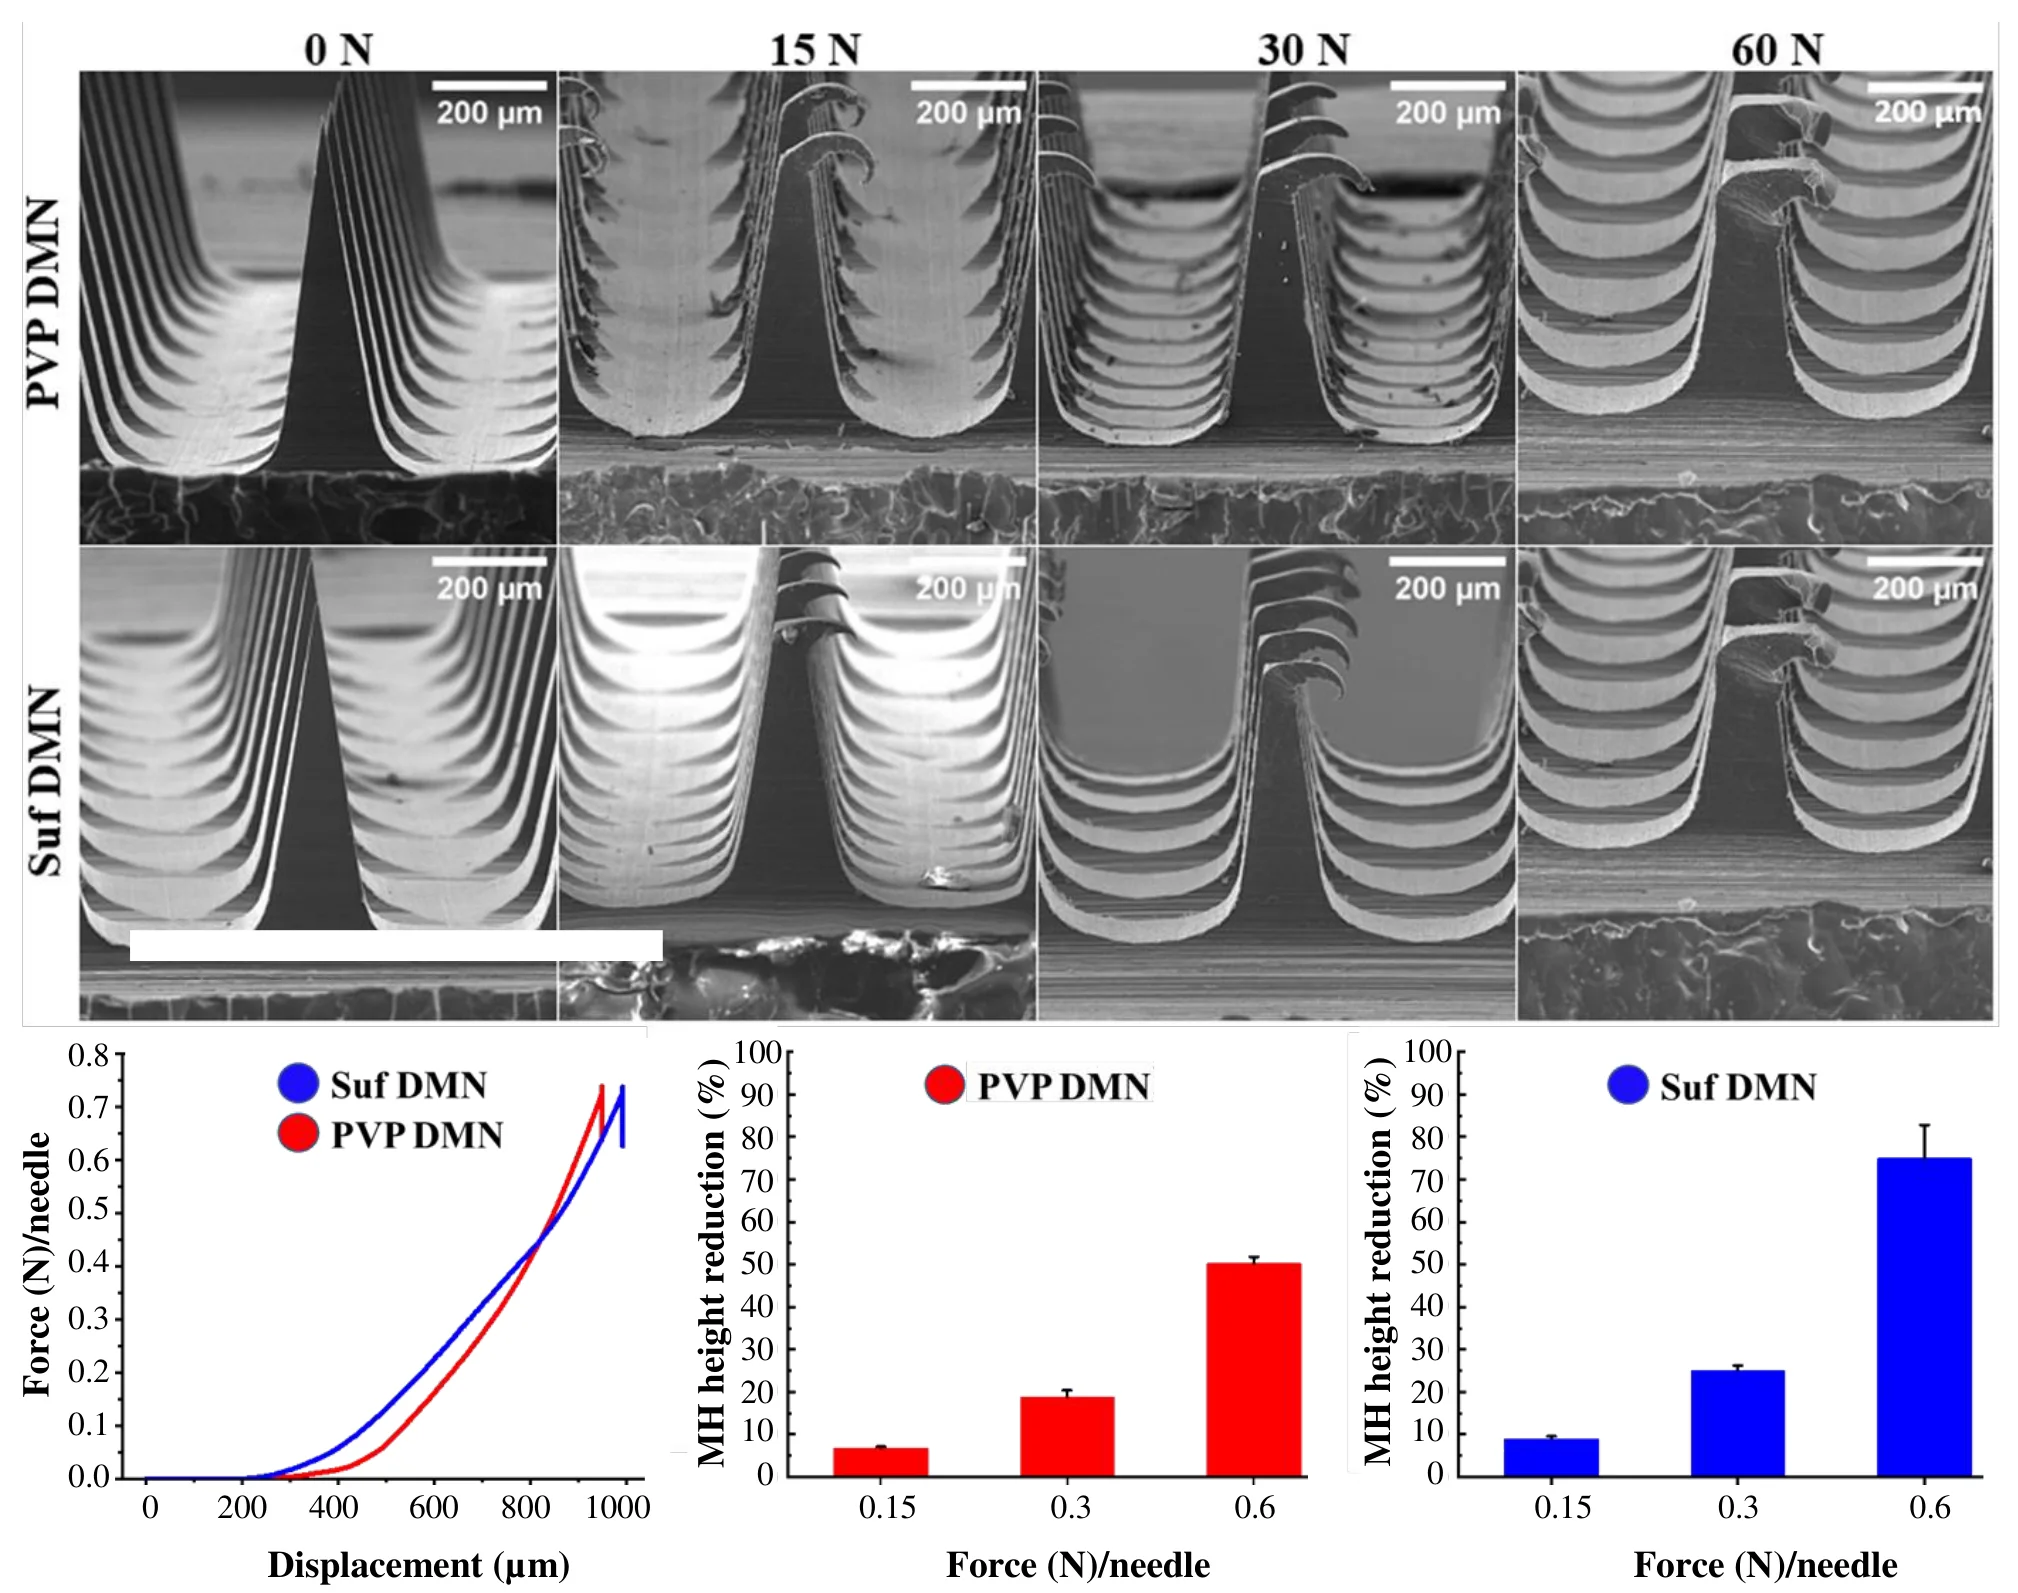 0 N
15 N
30 N
60 N
PVP DMN
200 µm
200 µm
200 µm
200 µm
Suf DMN
200 µm
200 µm
200 µm
200 µm
Force (N)/needle
0.8
0.7
0.6
0.5
0.4
0.3
0.2
0.1
0.0
Suf DMN
PVP DMN
0
200
400
600
800
1000
Displacement (µm)
MH height reduction (%)
100
90
80
70
60
50
40
30
20
10
0
PVP DMN
0.15
0.3
0.6
Force (N)/needle
MH height reduction (%)
100
90
80
70
60
50
40
30
20
10
0
Suf DMN
0.15
0.3
0.6
Force (N)/needle